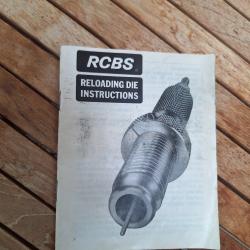 RCBS
RELOADING DIE
INSTRUCTIONS